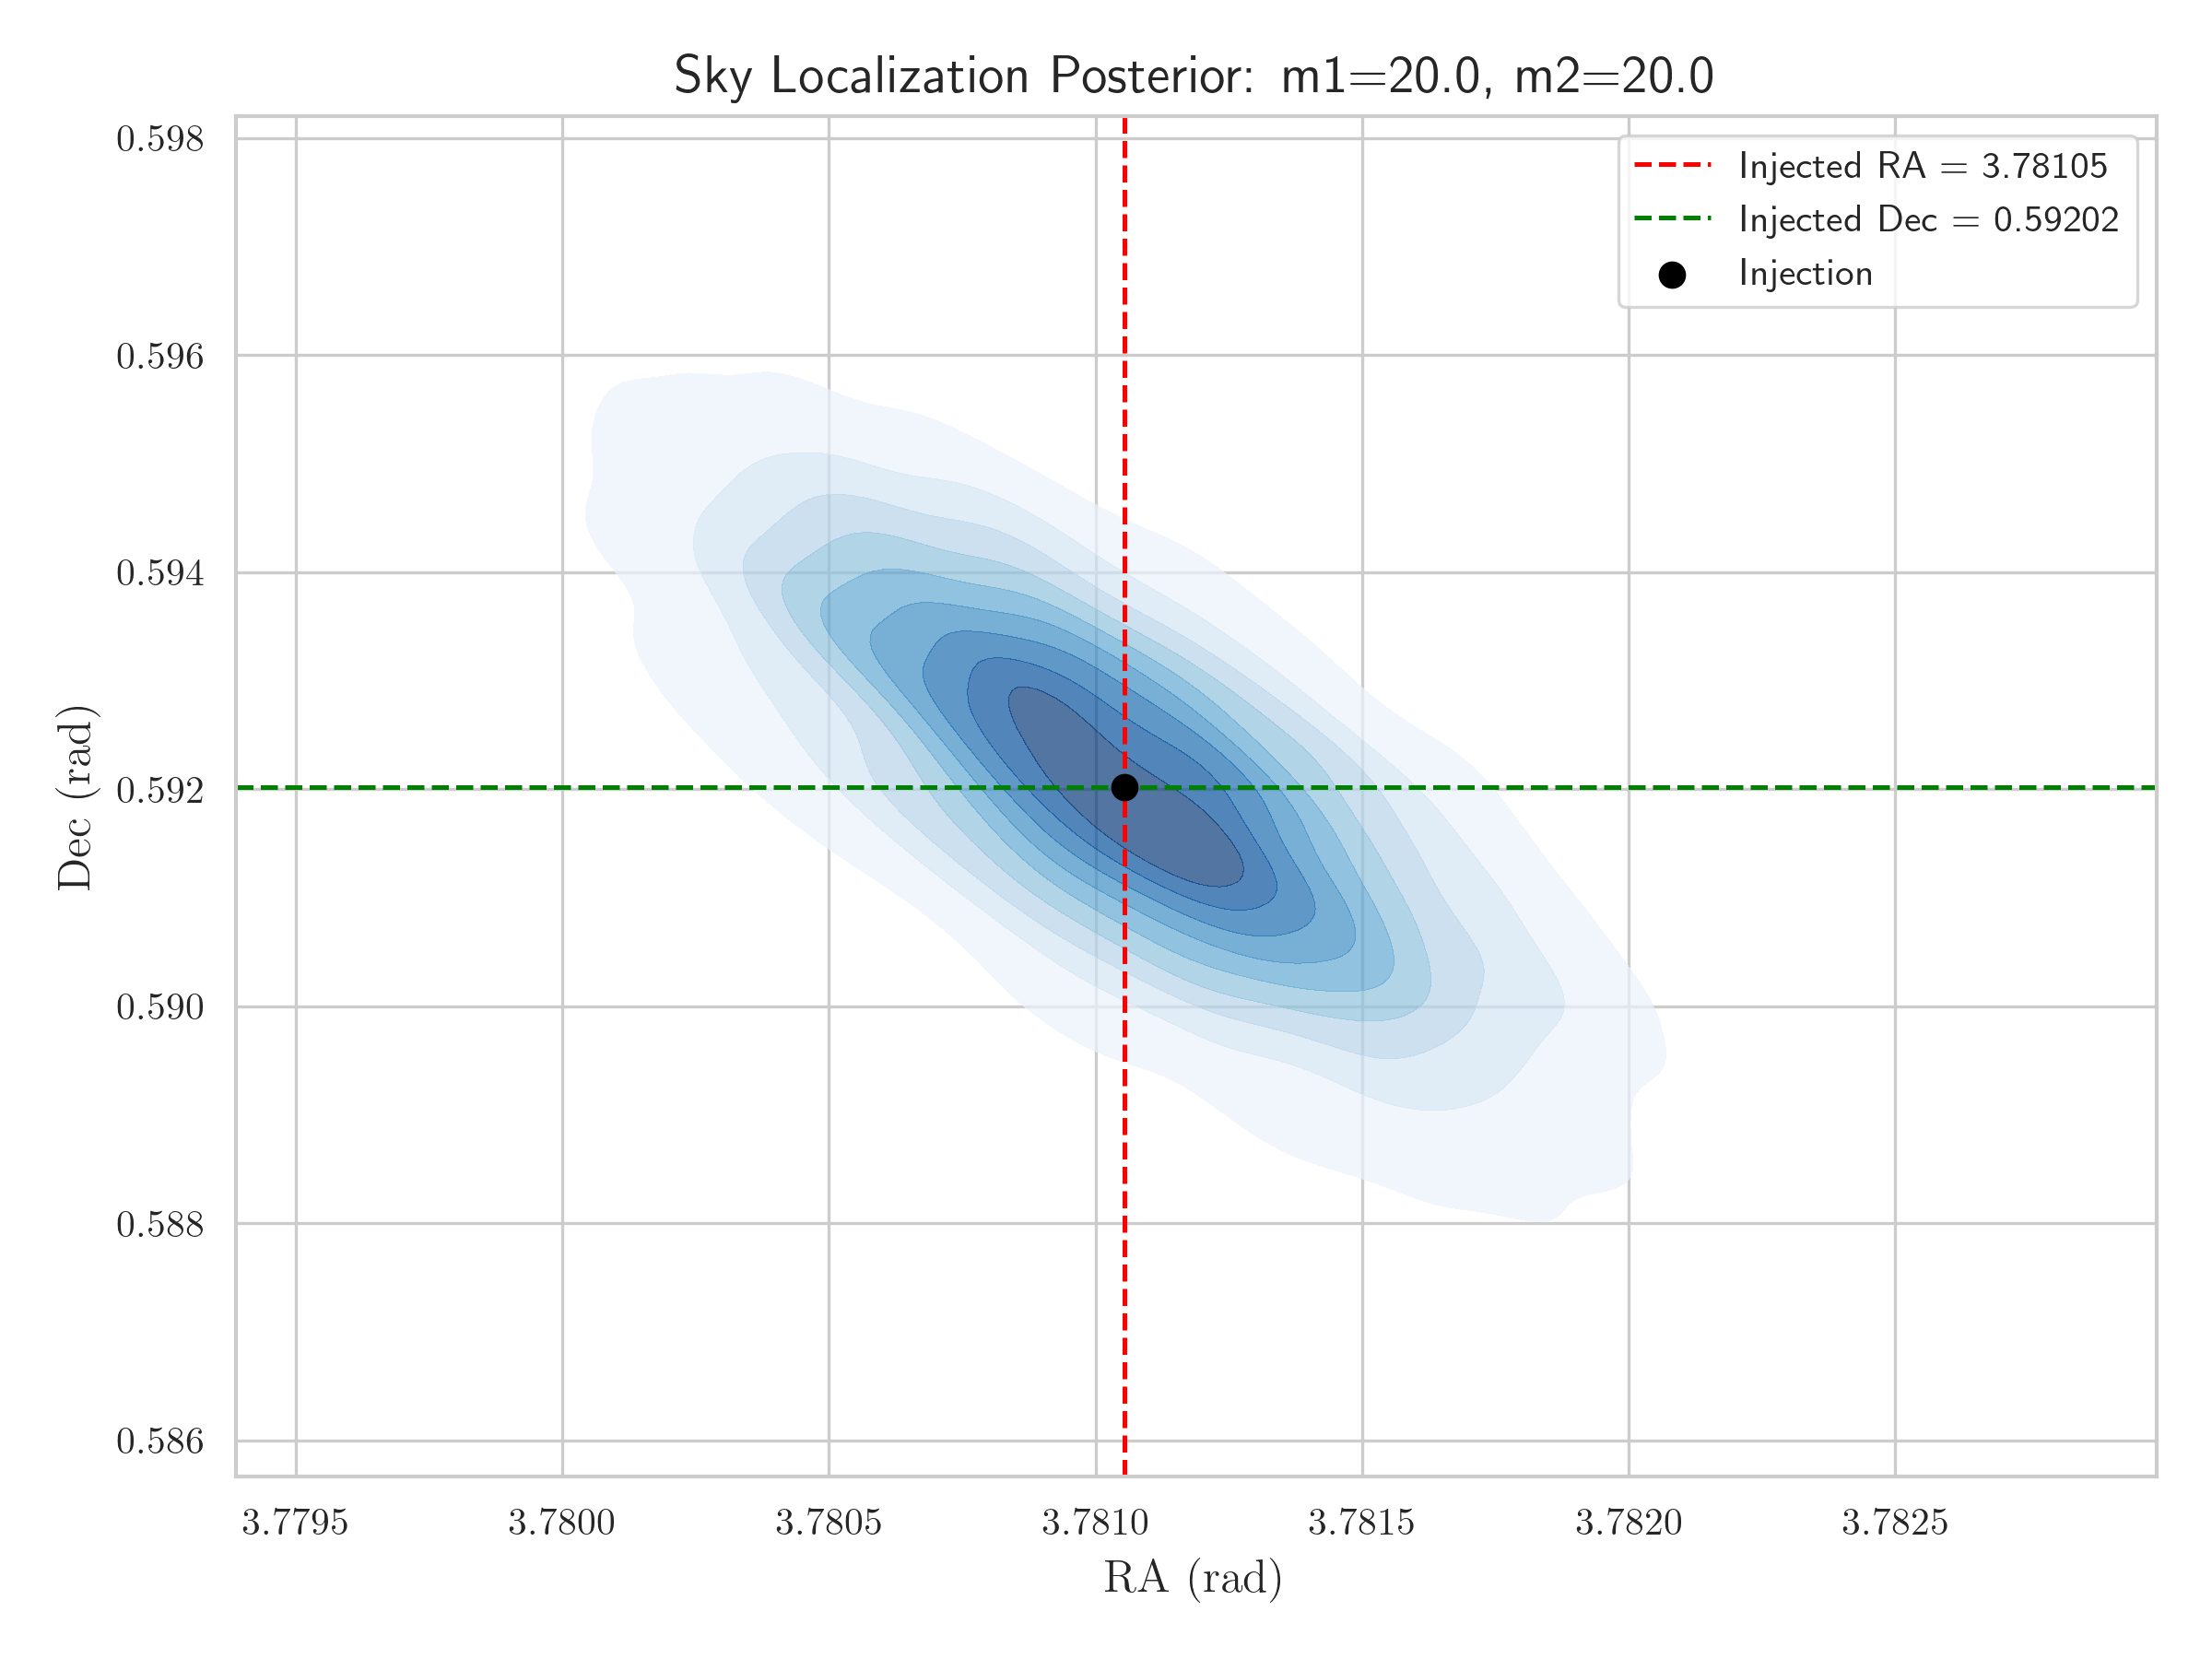 Sky Localization Posterior: m1=20.0, m2=20.0
Injected RA = 3.78105
Injected Dec = 0.59202
Injection
0.598
0.596
0.594
0.592
0.590
0.588
0.586
Dec (rad)
3.7795 3.7800 3.7805 3.7810 3.7815 3.7820 3.7825
RA (rad)